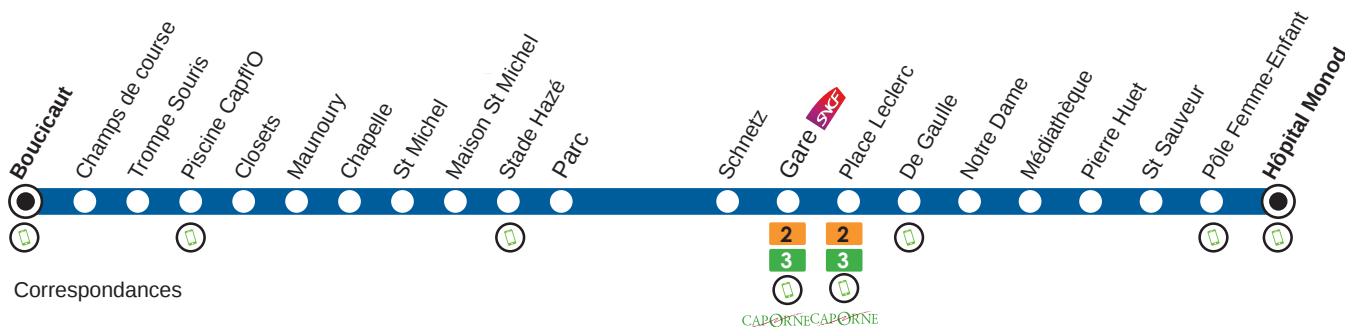 Boucicaut
Champs de course
Trompe Souris
Piscine Capfl'O
Closets
Maunoury
Chapelle
St Michel
Maison St Michel
Stade Hazé
Parc
Schnetz
Gare
SNCF
Place Leclerc
De Gaulle
Notre Dame
Médiathèque
Pierre Huet
St Sauveur
Pôle Femme-Enfant
Hôpital Monod
2
2
3
3
Correspondances
CAPORNE
CAPORNE